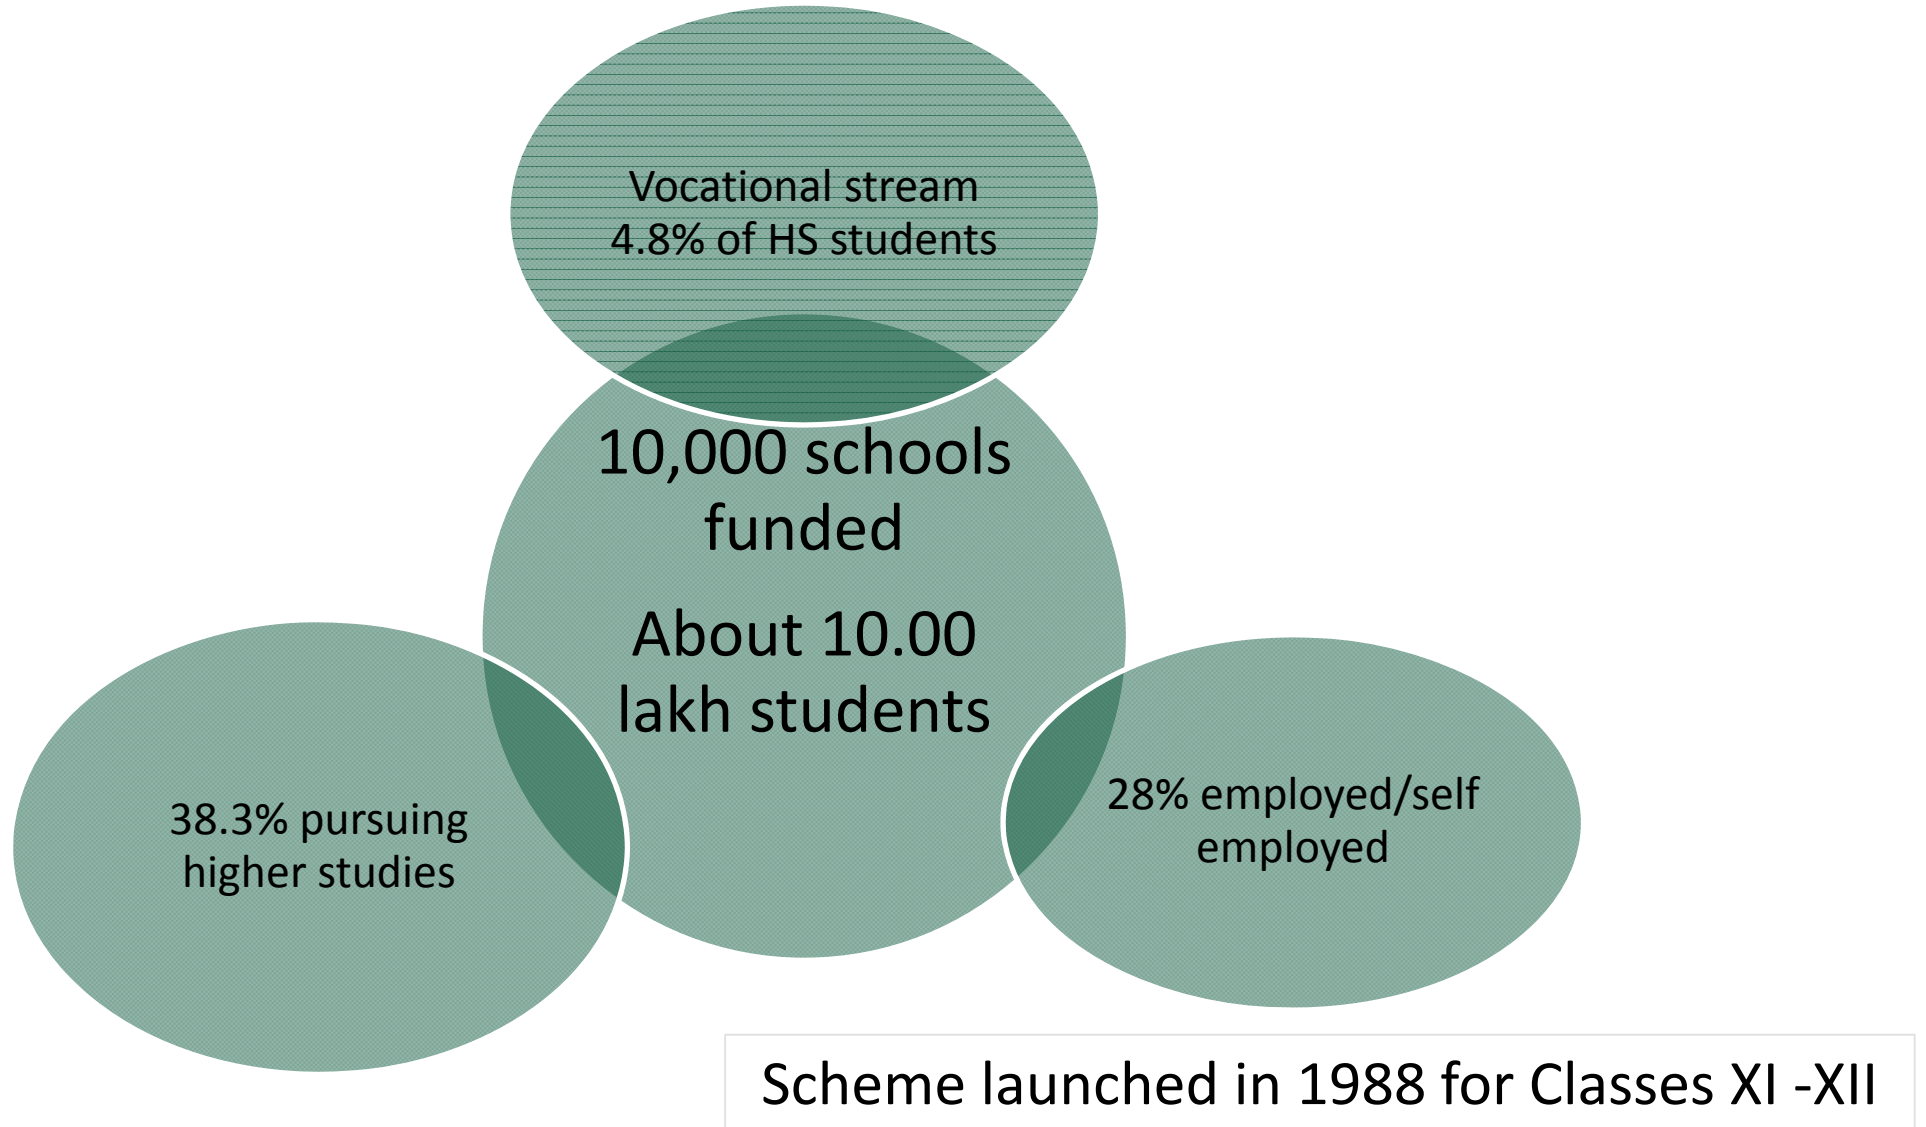 Vocational stream
4.8% of HS students
10,000 schools
funded
About 10.00
lakh students
38.3% pursuing
higher studies
28% employed/self
employed
Scheme launched in 1988 for Classes XI -XII